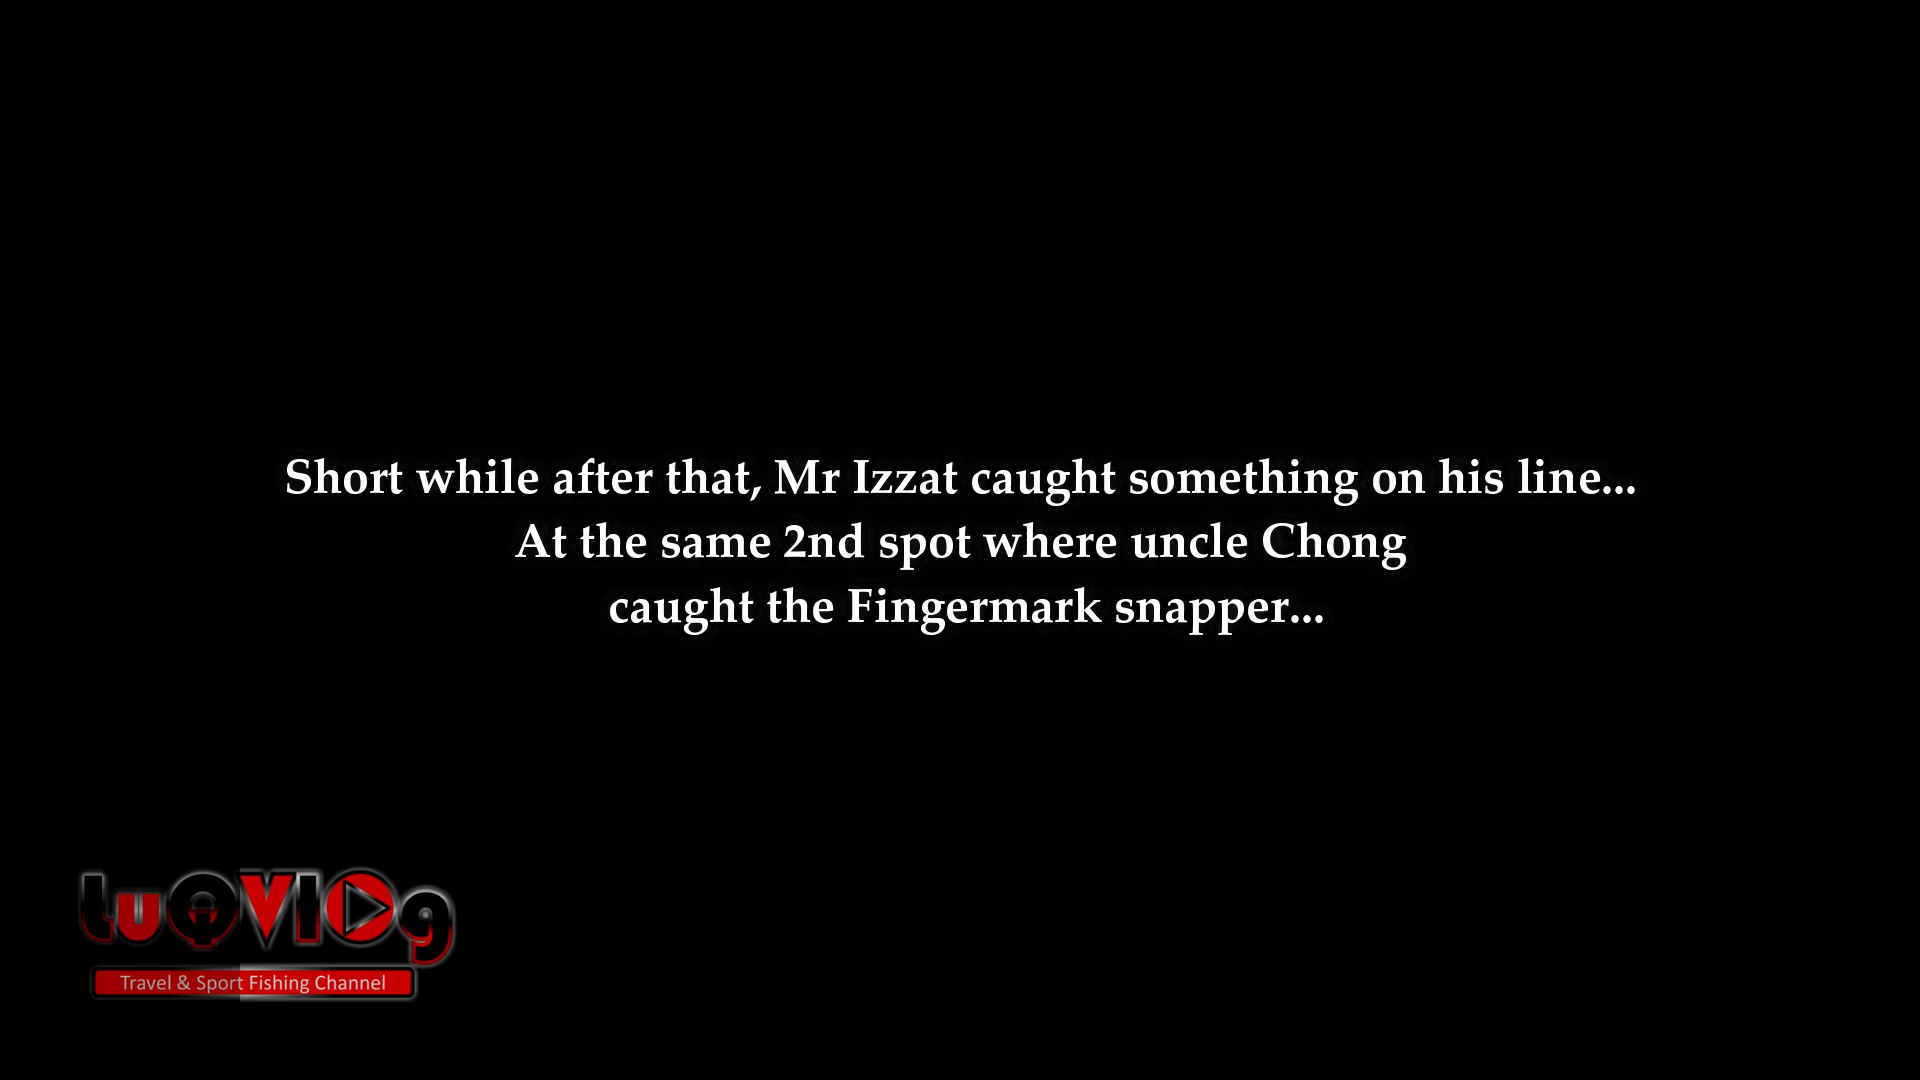 Short while after that, Mr Izzat caught something on his line...
At the same 2nd spot where uncle Chong
caught the Fingermark snapper...
LuQVlog
Travel & Sport Fishing Channel